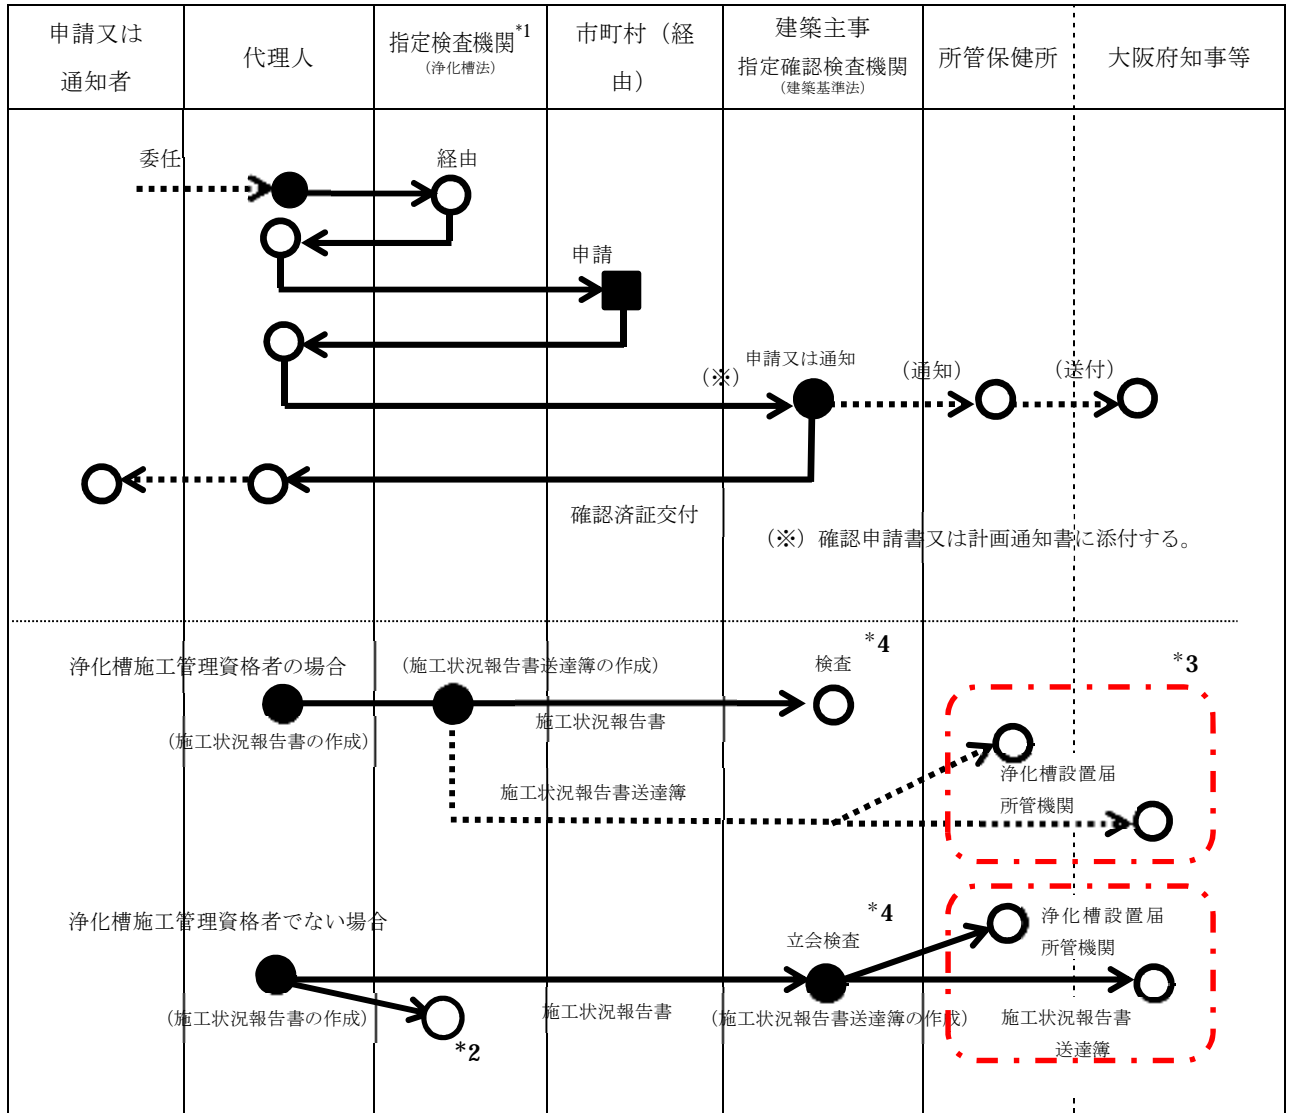 申請又は
通知者
代理人
指定検査機関*1
(浄化槽法)
市町村（経
由）
建築主事
指定確認検査機関
(建築基準法)
所管保健所
大阪府知事等
委任
経由
申請
申請又は通知
（※）
（通知）
（送付）
確認済証交付
（※）確認申請書又は計画通知書に添付する。
浄化槽施工管理資格者の場合
（施工状況報告書送達簿の作成）
検査
*4
*3
施工状況報告書
（施工状況報告書の作成）
浄化槽設置届
所管機関
施工状況報告書送達簿
浄化槽施工管理資格者でない場合
*4
浄化槽設置届
所管機関
立会検査
（施工状況報告書の作成）
施工状況報告書
（施工状況報告書送達簿の作成）
施工状況報告書
送達簿
*2